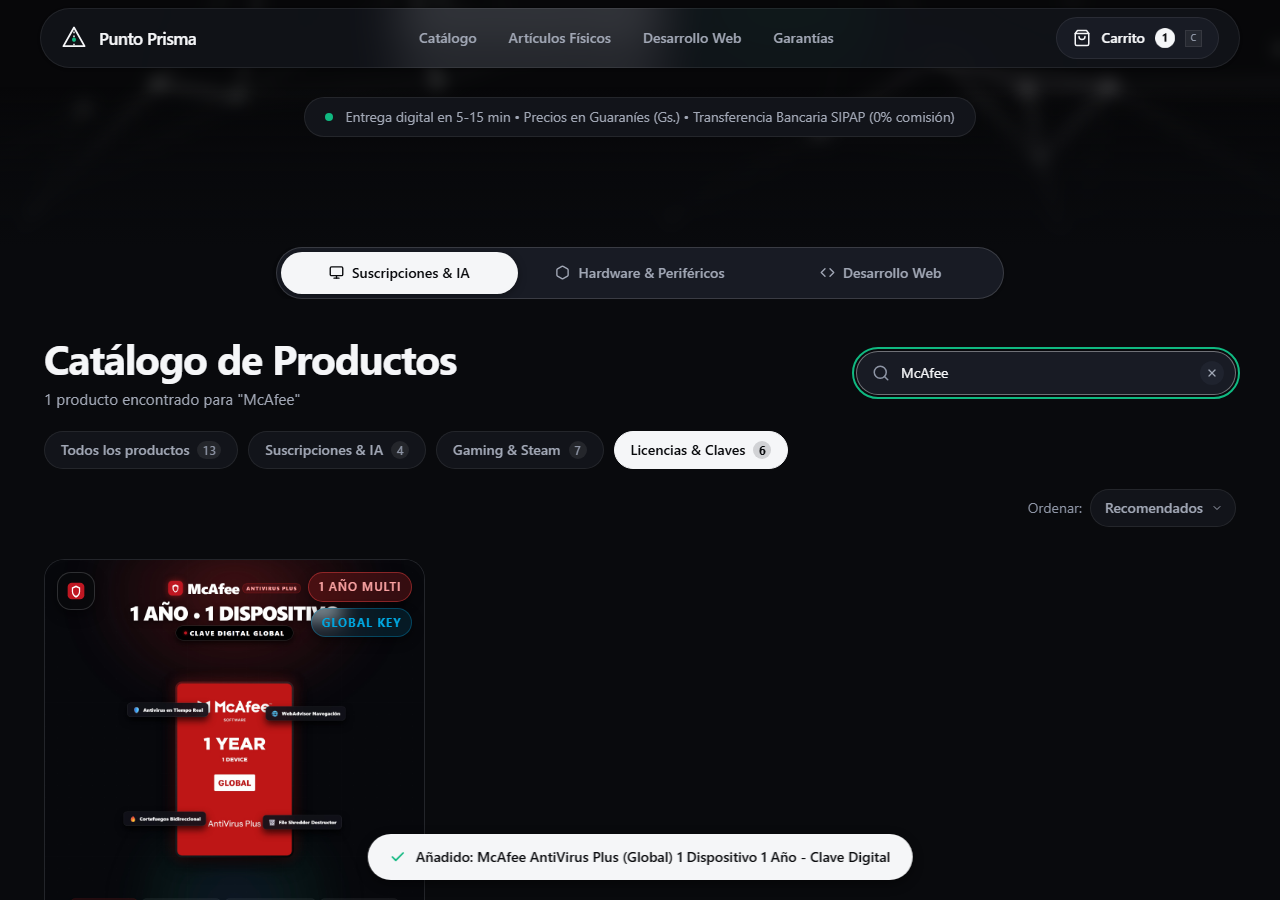 Punto Prisma
Catálogo
Artículos Físicos
Desarrollo Web
Garantías
Carrito 1 C
Entrega digital en 5-15 min • Precios en Guaraníes (Gs.) • Transferencia Bancaria SIPAP (0% comisión)
Suscripciones & IA
Hardware & Periféricos
Desarrollo Web
Catálogo de Productos
1 producto encontrado para "McAfee"
McAfee
Todos los productos 13
Suscripciones & IA 4
Gaming & Steam 7
Licencias & Claves 6
Ordenar: Recomendados
McAfee ANTIVIRUS PLUS
1 AÑO MULTI
1 AÑO • 1 DISPOSITIVO
GLOBAL KEY
CLAVE DIGITAL GLOBAL
McAfee
Antivirus en Tiempo Real
WebAdvisor Navegación
SOFTWARE
1 YEAR
1 DEVICE
GLOBAL
Cortafuegos Bidireccional
AntiVirus Plus
File Shredder Destructor
Añadido: McAfee AntiVirus Plus (Global) 1 Dispositivo 1 Año - Clave Digital